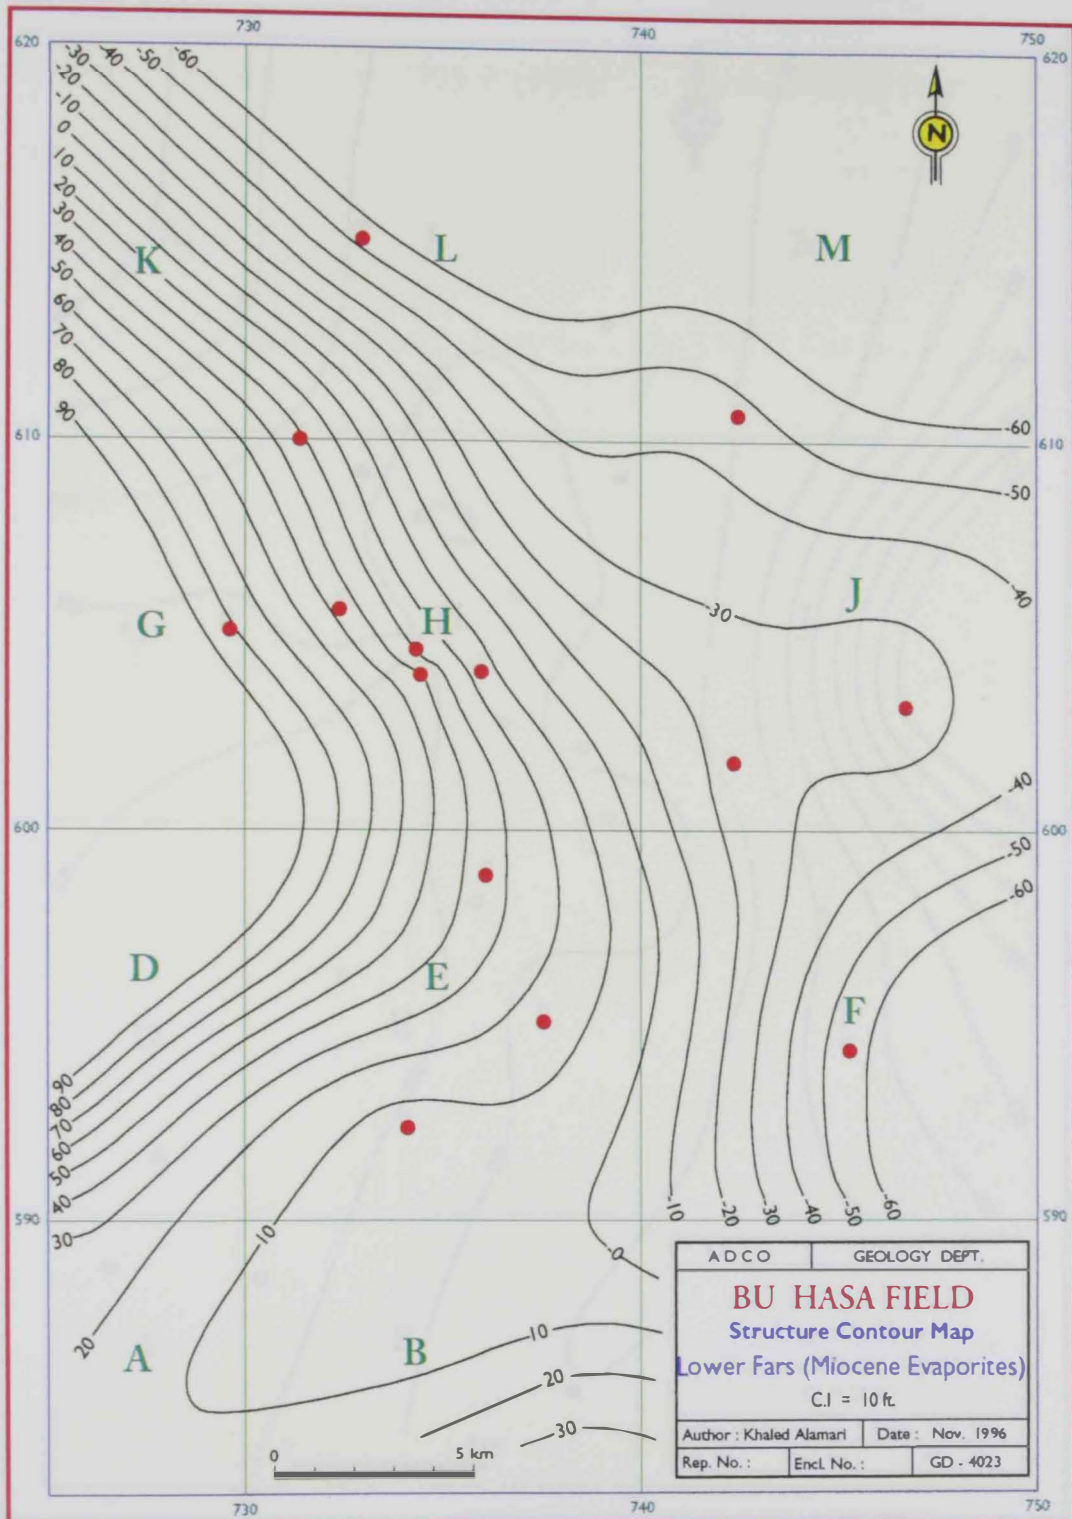 730
740
750
620
-30
-40
-50
-60
620
-20
-10
0
10
20
30
40
50
60
70
80
90
N
K
L
M
610
-60
610
-50
-40
G
H
-30
J
600
-40
600
-50
-60
D
E
F
90
80
70
60
50
40
30
590
10
20
-10
-20
-30
-40
-50
-60
590
0
A
B
10
20
30
0
5 km
ADCO
GEOLOGY DEPT.
BU HASA FIELD
Structure Contour Map
Lower Fars (Miocene Evaporites)
C.I = 10 ft.
Author : Khaled Alamari
Date : Nov. 1996
Rep. No. :
Encl. No. :
GD - 4023
730
740
750